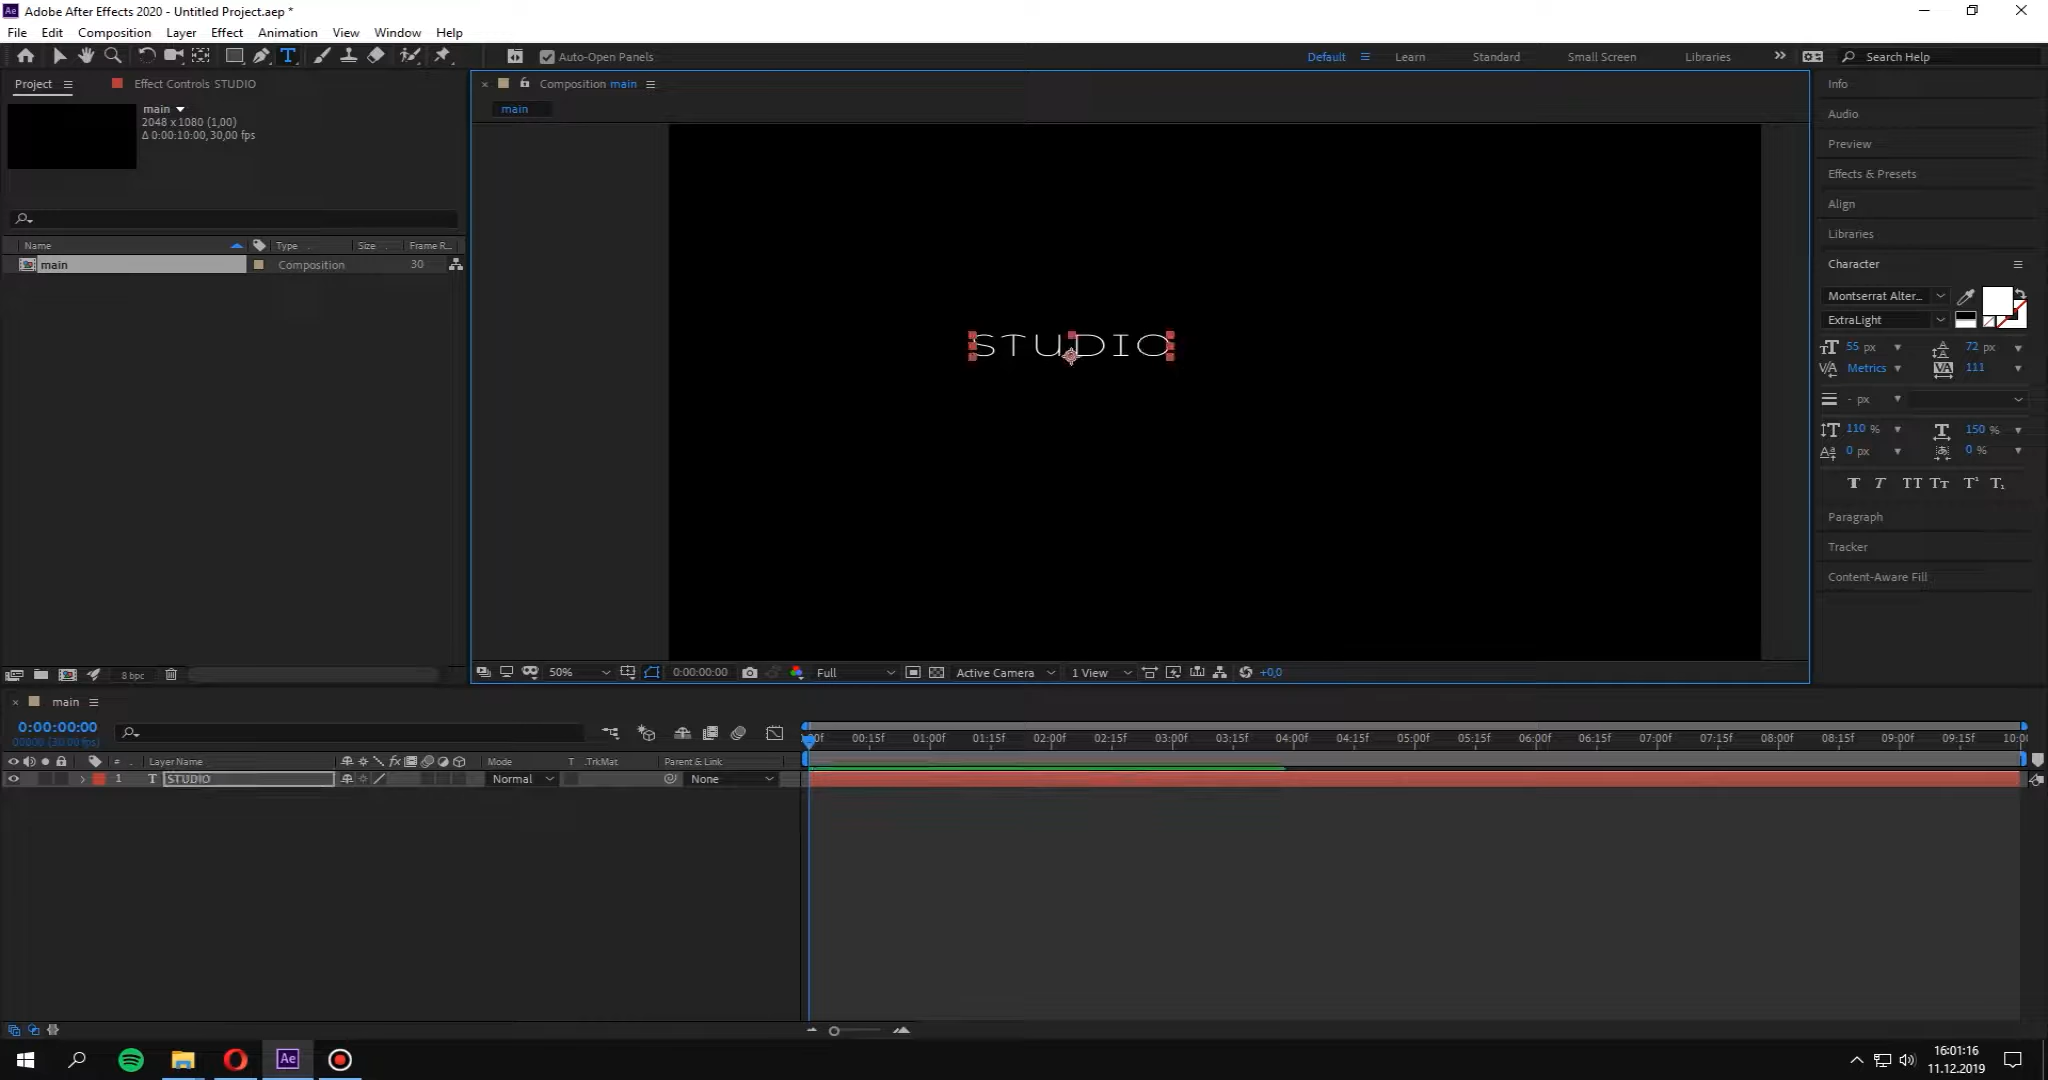 Adobe After Effects 2020 - Untitled Project.aep *
File Edit Composition Layer Effect Animation View Window Help
Auto-Open Panels Default Learn Standard Small Screen Libraries Search Help
Project Effect Controls STUDIO
main
2048 x 1080 (1,00)
Δ 0:00:10:00, 30,00 fps
Name Type Size Frame R...
main Composition 30
8 bpc
Composition main
main
STUDIO
50% 0:00:00:00 Full Active Camera 1 View +0,0
Info
Audio
Preview
Effects & Presets
Align
Libraries
Character
Montserrat Alter...
ExtraLight
55 px 72 px
Metrics 111
- px
110 % 150 %
0 px 0 %
Paragraph
Tracker
Content-Aware Fill
main
0:00:00:00
00000 (30.00 fps)
00:15f 01:00f 01:15f 02:00f 02:15f 03:00f 03:15f 04:00f 04:15f 05:00f 05:15f 06:00f 06:15f 07:00f 07:15f 08:00f 08:15f 09:00f 09:15f
# Layer Name Mode T .TrkMat Parent & Link
1 T STUDIO Normal None
Ae
16:01:16
11.12.2019